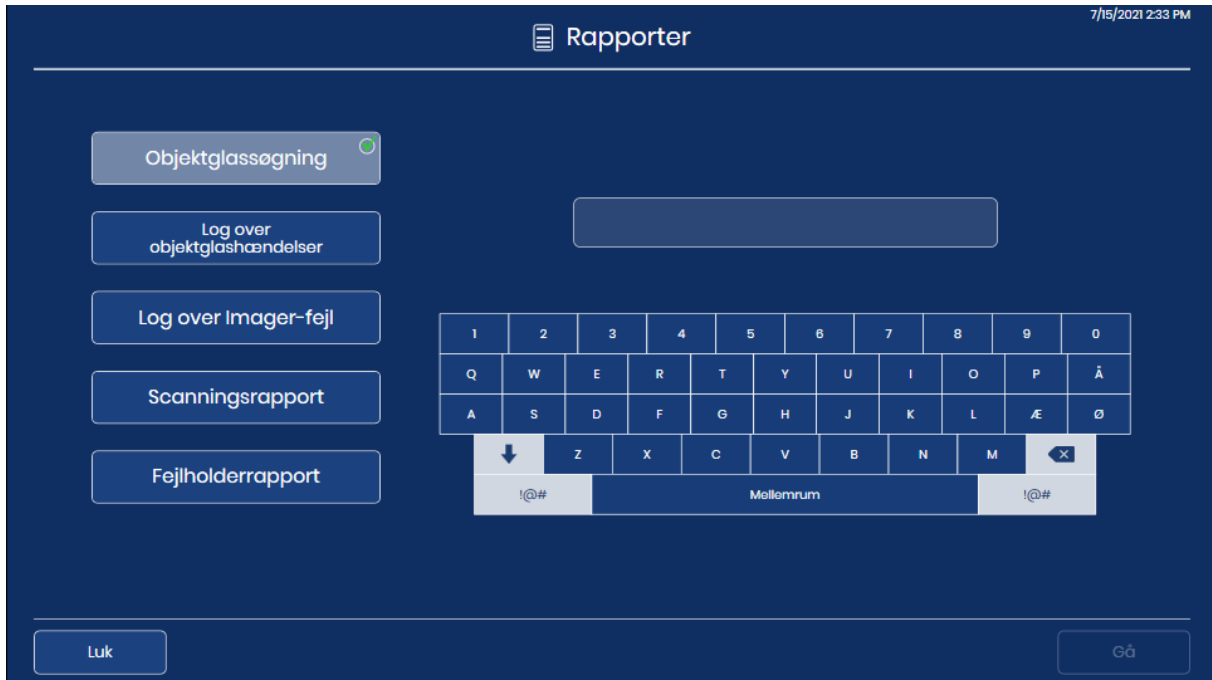 7/15/2021 2:33 PM
Rapporter
Objektglassøgning
Log over
objektglashændelser
Log over Imager-fejl
Scanningsrapport
Fejlholderrapport
1 2 3 4 5 6 7 8 9 0
Q W E R T Y U I O P Å
A S D F G H J K L Æ Ø
Z X C V B N M
!@# Mellemrum !@#
Luk
Gå